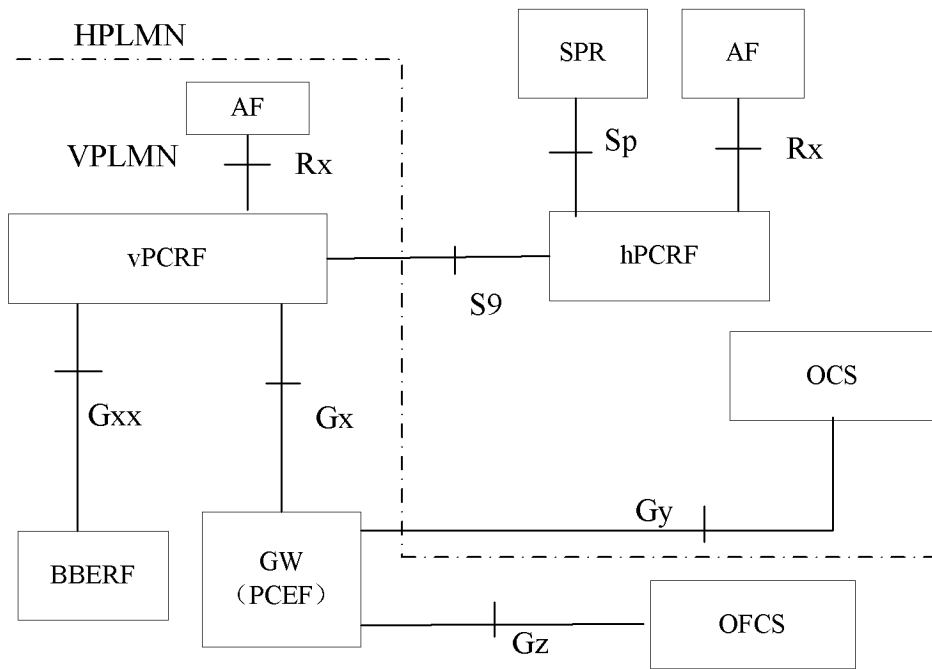 HPLMN
SPR
AF
AF
VPLMN
Rx
Sp
Rx
vPCRF
hPCRF
S9
OCS
Gxx
Gx
Gy
BBERF
GW
（PCEF）
OFCS
Gz